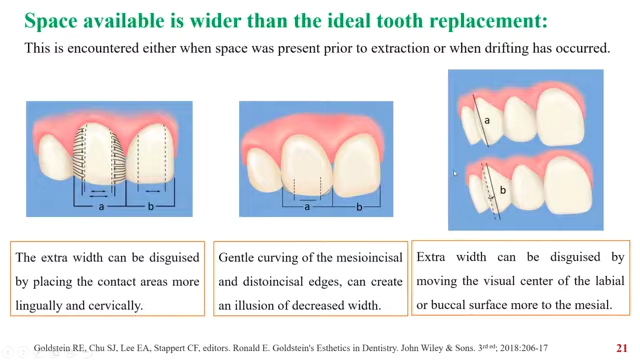 Space available is wider than the ideal tooth replacement:
This is encountered either when space was present prior to extraction or when drifting has occurred.
a
b
a
b
a
b
The extra width can be disguised
by placing the contact areas more
lingually and cervically.
Gentle curving of the mesioincisal
and distoincisal edges, can create
an illusion of decreased width.
Extra width can be disguised by
moving the visual center of the labial
or buccal surface more to the mesial.
Goldstein RE, Chu SJ, Lee EA, Stappert CF, editors. Ronald E. Goldstein's Esthetics in Dentistry. John Wiley & Sons. 3rd ed; 2018:206-17
21